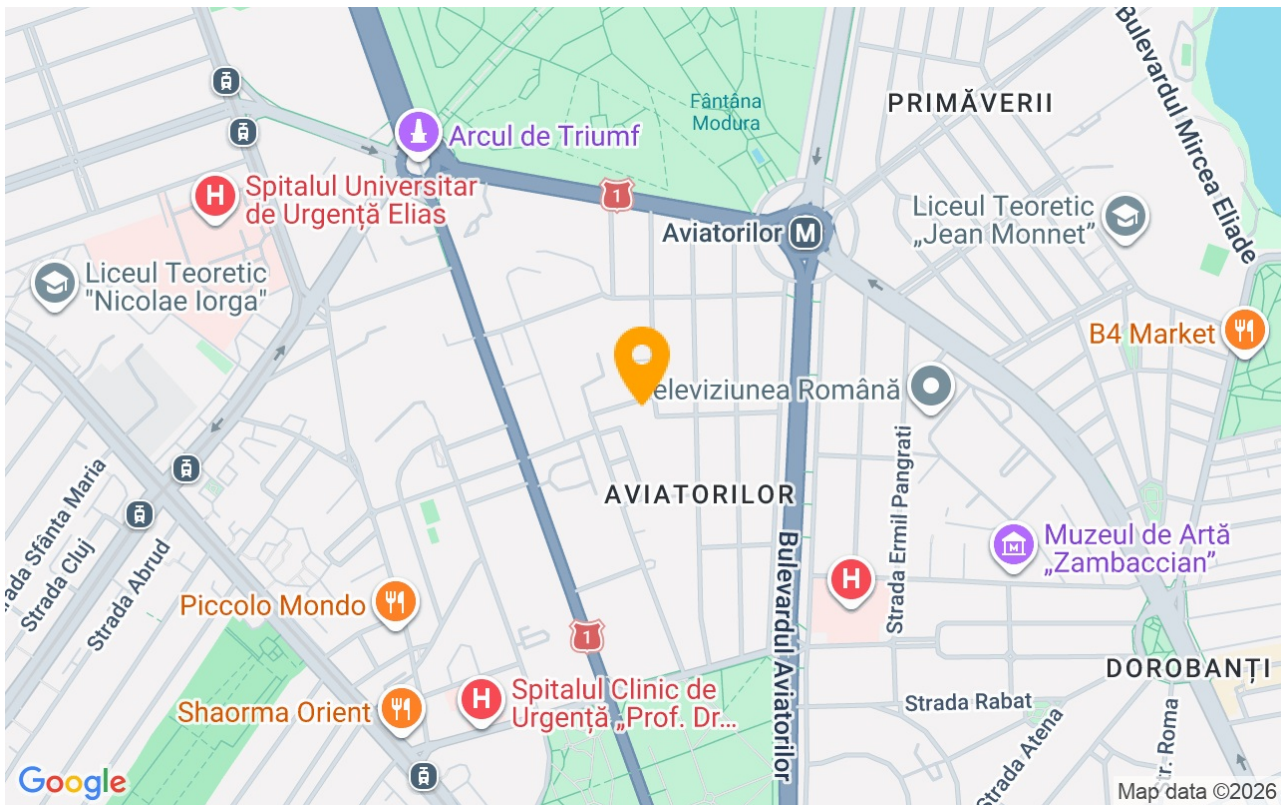 Bulevardul Mircea Eliade
Fântâna
Modura
PRIMĂVERII
Arcul de Triumf
1
Spitalul Universitar
de Urgență Elias
Aviatorilor
M
Liceul Teoretic
„Jean Monnet”
H
Liceul Teoretic
"Nicolae Iorga"
B4 Market
eleviziunea Română
Strada Ermil Pangrati
AVIATORILOR
Strada Sfânta Maria
Strada Cluj
Strada Abrud
Bulevardul Aviatorilor
Muzeul de Artă
„Zambaccian”
M
H
Piccolo Mondo
1
DOROBANȚI
Spitalul Clinic de
Urgență „Prof. Dr...
H
Shaorma Orient
Strada Rabat
Strada Atena
Str. Roma
Google
Map data ©2026